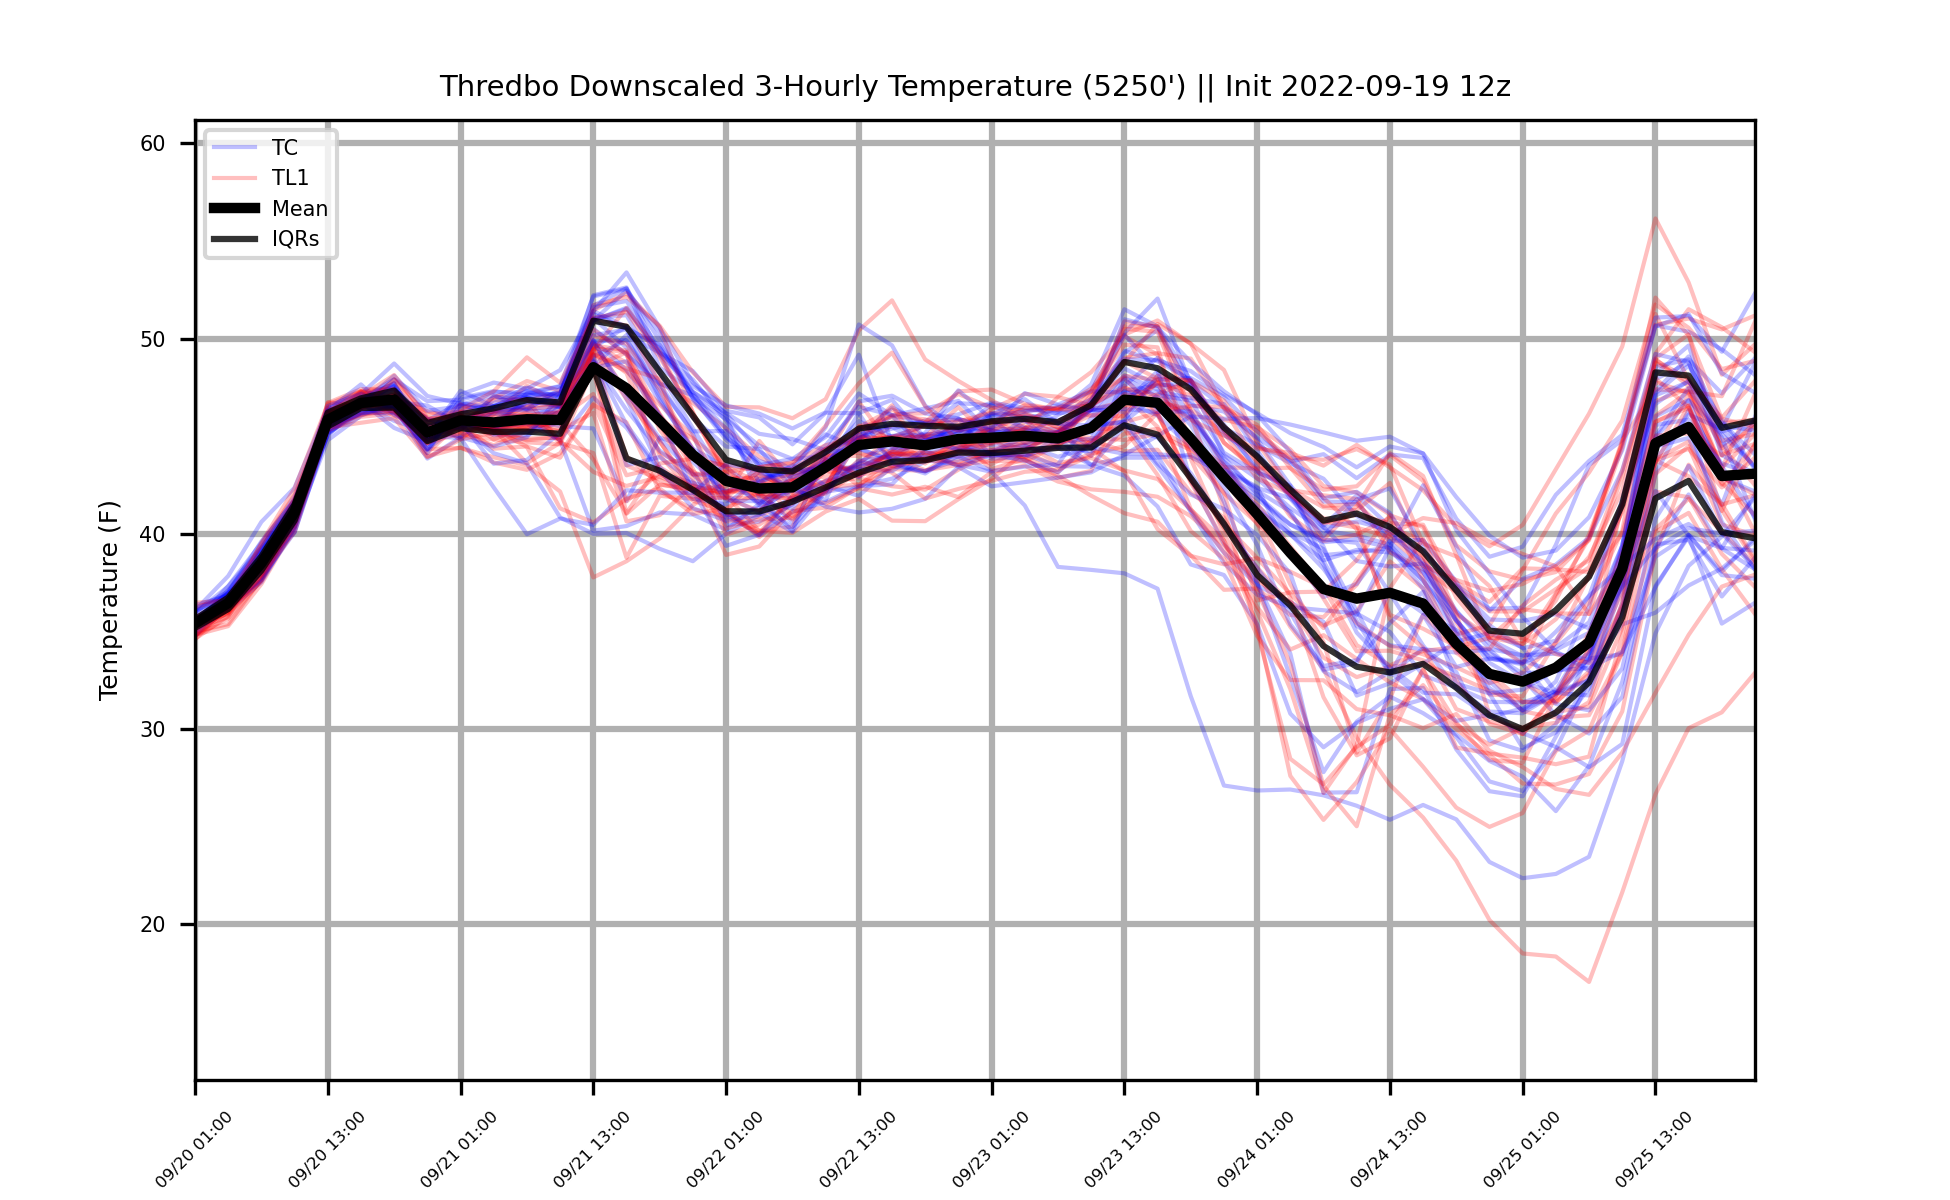 Thredbo Downscaled 3-Hourly Temperature (5250') || Init 2022-09-19 12z
TC
TL1
Mean
IQRs
Temperature (F)
60
50
40
30
20
09/20 01:00
09/20 13:00
09/21 01:00
09/21 13:00
09/22 01:00
09/22 13:00
09/23 01:00
09/23 13:00
09/24 01:00
09/24 13:00
09/25 01:00
09/25 13:00